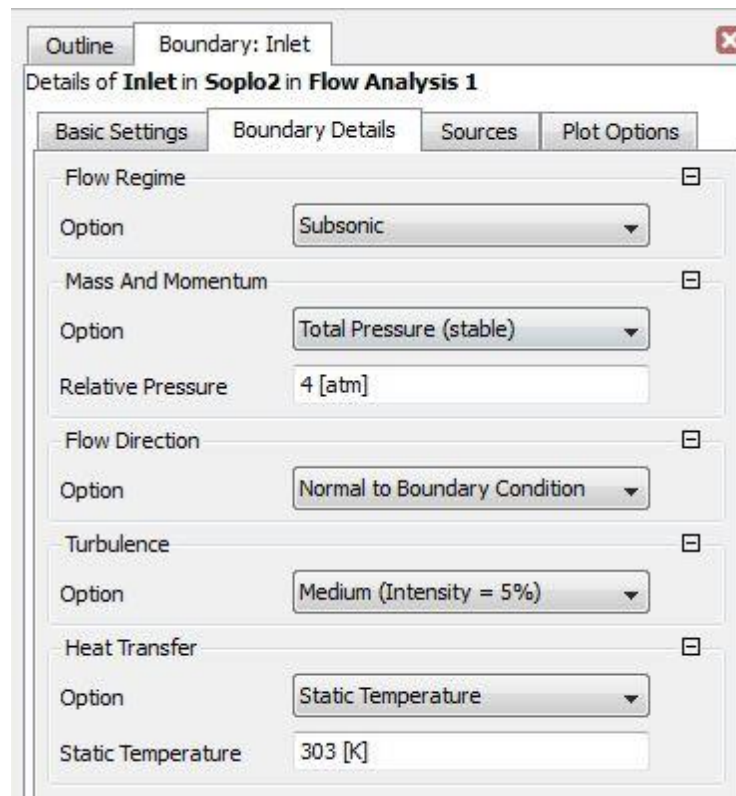 Outline Boundary: Inlet
Details of Inlet in Soplo2 in Flow Analysis 1
Basic Settings Boundary Details Sources Plot Options
Flow Regime
Option Subsonic
Mass And Momentum
Option Total Pressure (stable)
Relative Pressure 4 [atm]
Flow Direction
Option Normal to Boundary Condition
Turbulence
Option Medium (Intensity = 5%)
Heat Transfer
Option Static Temperature
Static Temperature 303 [K]